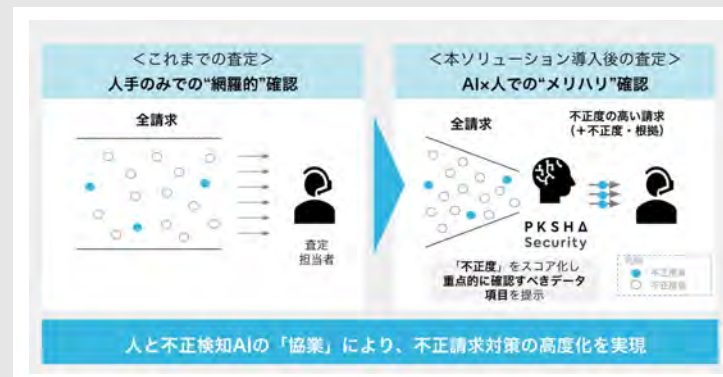 ＜これまでの査定＞
人手のみでの“網羅的”確認
全請求
査定
担当者
＜本ソリューション導入後の査定＞
AI×人での“メリハリ”確認
全請求
不正度の高い請求
（＋不正度・根拠）
PKSHA
Security
「不正度」をスコア化し
重点的に確認すべきデータ
項目を提示
人と不正検知AIの「協業」により、不正請求対策の高度化を実現